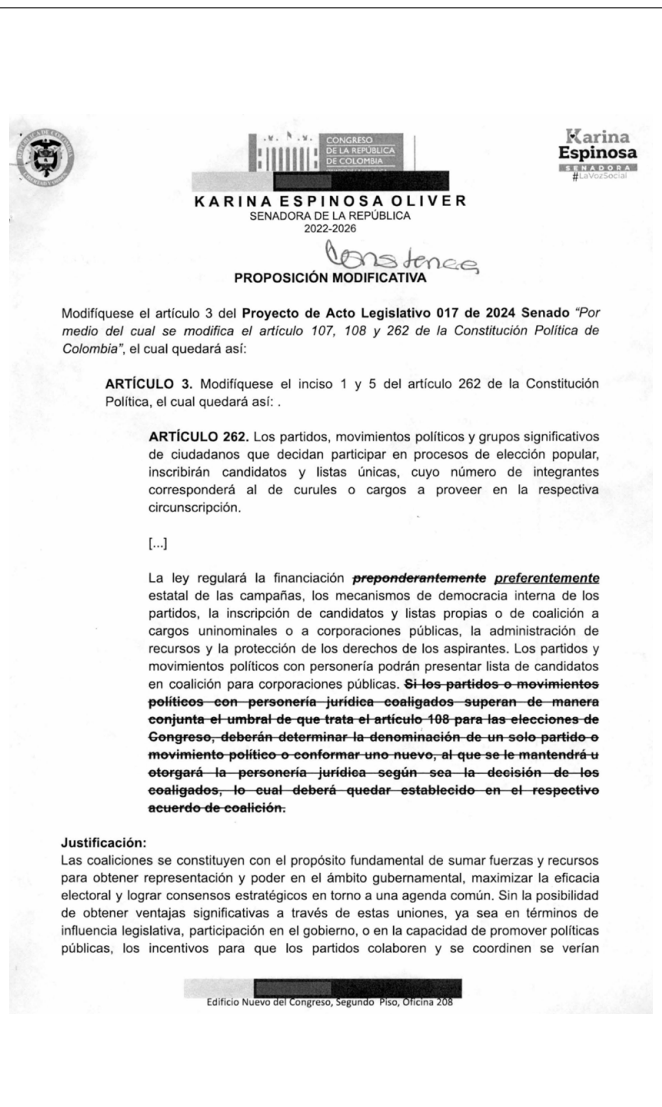 CONGRESO
DE LA REPÚBLICA
DE COLOMBIA
Karina
Espinosa
SENADORA
#LaVozSocial
KARINA ESPINOSA OLIVER
SENADORA DE LA REPÚBLICA
2022-2026
PROPOSICIÓN MODIFICATIVA
Modifíquese el artículo 3 del Proyecto de Acto Legislativo 017 de 2024 Senado “Por
medio del cual se modifica el artículo 107, 108 y 262 de la Constitución Política de
Colombia”, el cual quedará así:
ARTÍCULO 3. Modifíquese el inciso 1 y 5 del artículo 262 de la Constitución
Política, el cual quedará así: .
ARTÍCULO 262. Los partidos, movimientos políticos y grupos significativos
de ciudadanos que decidan participar en procesos de elección popular,
inscribirán candidatos y listas únicas, cuyo número de integrantes
corresponderá al de curules o cargos a proveer en la respectiva
circunscripción.
[...]
La ley regulará la financiación preponderantemente preferentemente
estatal de las campañas, los mecanismos de democracia interna de los
partidos, la inscripción de candidatos y listas propias o de coalición a
cargos uninominales o a corporaciones públicas, la administración de
recursos y la protección de los derechos de los aspirantes. Los partidos y
movimientos políticos con personería podrán presentar lista de candidatos
en coalición para corporaciones públicas. Si los partidos o movimientos
políticos con personería jurídica coaligados superan de manera
conjunta el umbral de que trata el artículo 108 para las elecciones de
Congreso, deberán determinar la denominación de un solo partido o
movimiento político o conformar uno nuevo, al que se le mantendrá u
otorgará la personería jurídica según sea la decisión de los
coaligados, lo cual deberá quedar establecido en el respectivo
acuerdo de coalición.
Justificación:
Las coaliciones se constituyen con el propósito fundamental de sumar fuerzas y recursos
para obtener representación y poder en el ámbito gubernamental, maximizar la eficacia
electoral y lograr consensos estratégicos en torno a una agenda común. Sin la posibilidad
de obtener ventajas significativas a través de estas uniones, ya sea en términos de
influencia legislativa, participación en el gobierno, o en la capacidad de promover políticas
públicas, los incentivos para que los partidos colaboren y se coordinen se verían
Edificio Nuevo del Congreso, Segundo Piso, Oficina 208